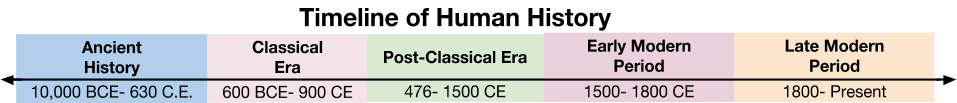 Timeline of Human History
Ancient
History
10,000 BCE- 630 C.E.
Classical
Era
600 BCE- 900 CE
Post-Classical Era
476- 1500 CE
Early Modern
Period
1500- 1800 CE
Late Modern
Period
1800- Present